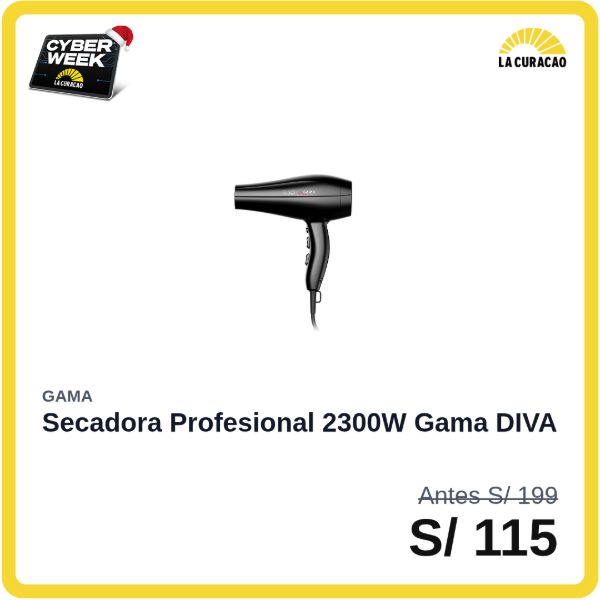 CYBER
WEEK
LA CURACAO
LA CURACAO
GAMA
Secadora Profesional 2300W Gama DIVA
Antes S/ 199
S/ 115